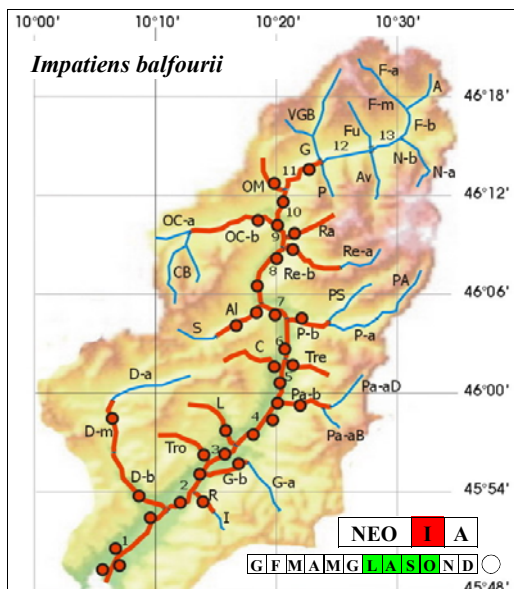 10°00' 10°10' 10°20' 10°30'
Impatiens balfourii
F-a
A
F-m
46°18'
VGB
Fu
F-b
13
12
G
N-b
N-a
11
OM
P
Av
46°12'
10
OC-a
OC-b
9
Ra
Re-a
8
CB
Re-b
PA
PS
46°06'
Al
7
S
P-b
P-a
6
C
Tre
D-a
5
46°00'
Pa-b
Pa-aD
L
4
D-m
Pa-aB
Tro
3
D-b
G-b
G-a
2
R
45°54'
I
NEO I A
1
G F M A M G L A S O N D
45°48'